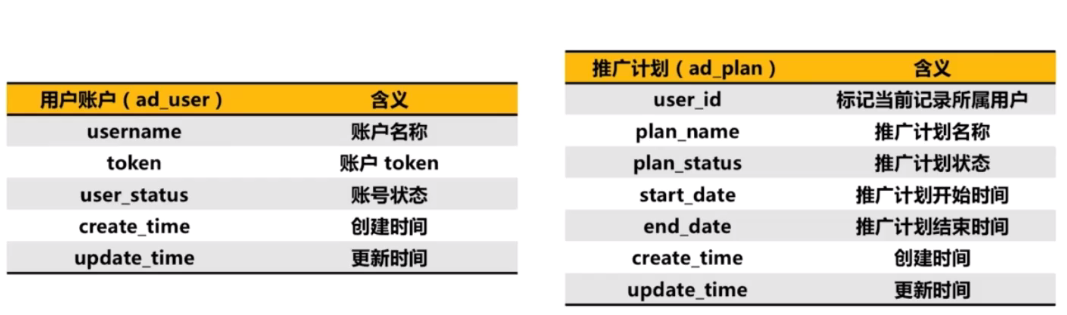 用户账户（ad_user） 含义
username 账户名称
token 账户 token
user_status 账号状态
create_time 创建时间
update_time 更新时间
推广计划（ad_plan） 含义
user_id 标记当前记录所属用户
plan_name 推广计划名称
plan_status 推广计划状态
start_date 推广计划开始时间
end_date 推广计划结束时间
create_time 创建时间
update_time 更新时间